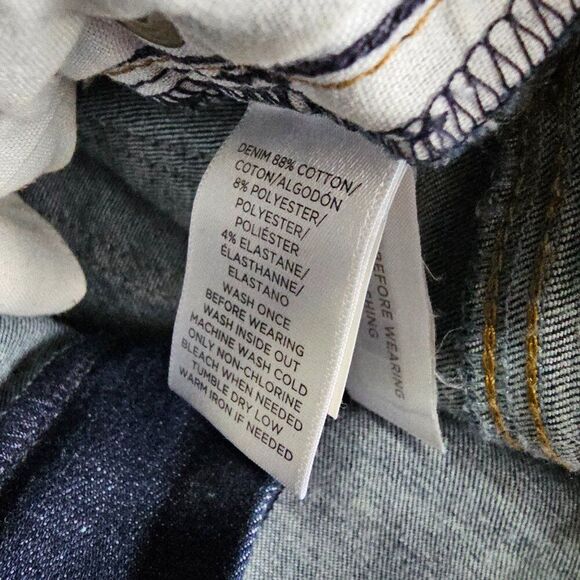 DENIM 88% COTTON/
COTON/ALGODÓN
8% POLYESTER/
POLYESTER/
POLIÉSTER
4% ELASTANE/
ÉLASTHANNE/
ELASTANO
WASH ONCE
BEFORE WEARING
WASH INSIDE OUT
MACHINE WASH COLD
ONLY NON-CHLORINE
BLEACH WHEN NEEDED
TUMBLE DRY LOW
WARM IRON IF NEEDED
BEFORE WEARING